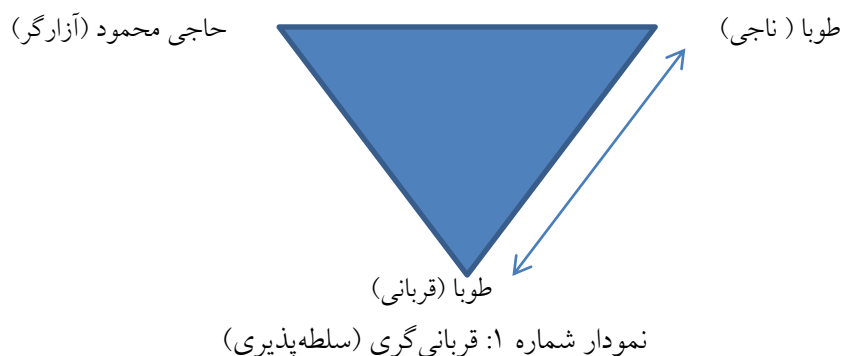 طوبا ( ناجی)
حاجی محمود (آزارگر)
طوبا (قربانی)
نمودار شماره ۱: قربانی‌گری (سلطه‌پذیری)